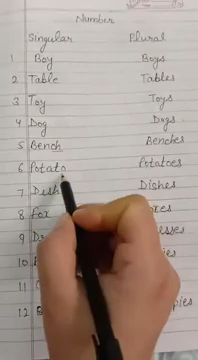 Number
Singular Plural
1 Boy Boys
2 Table Tables
3 Toy Toys
4 Dog Dogs
5 Bench Benches
6 Potato Potatoes
7 Dish Dishes
8 Fox
9
10
11
12